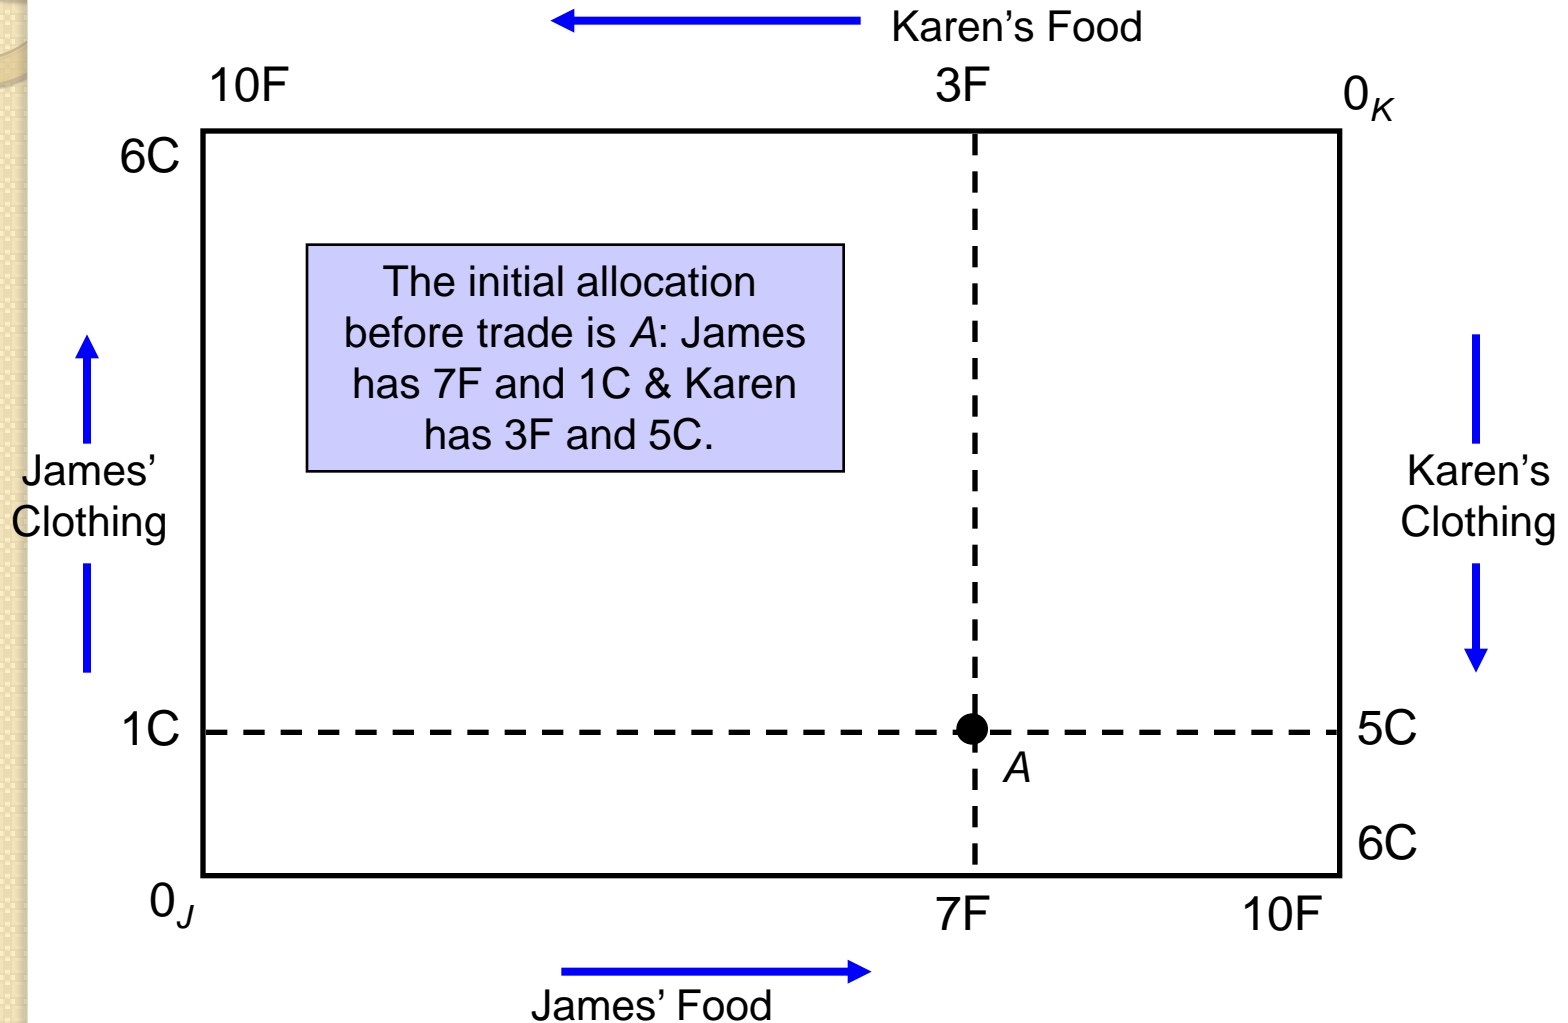 Karen’s Food
10F
3F
0K
6C
The initial allocation
before trade is A: James
has 7F and 1C & Karen
has 3F and 5C.
James’
Clothing
Karen’s
Clothing
1C
5C
A
6C
0J
7F
10F
James’ Food